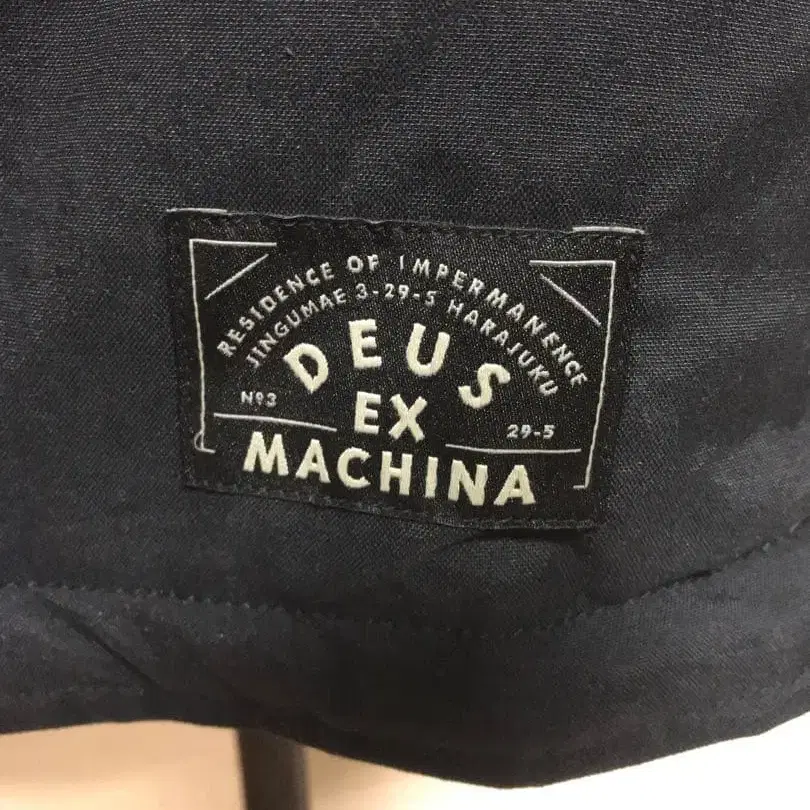 RESIDENCE OF IMPERMANENCE
JINGUMAE 3-29-5 HARAJUKU
DEUS
EX
Nº3
29-5
MACHINA